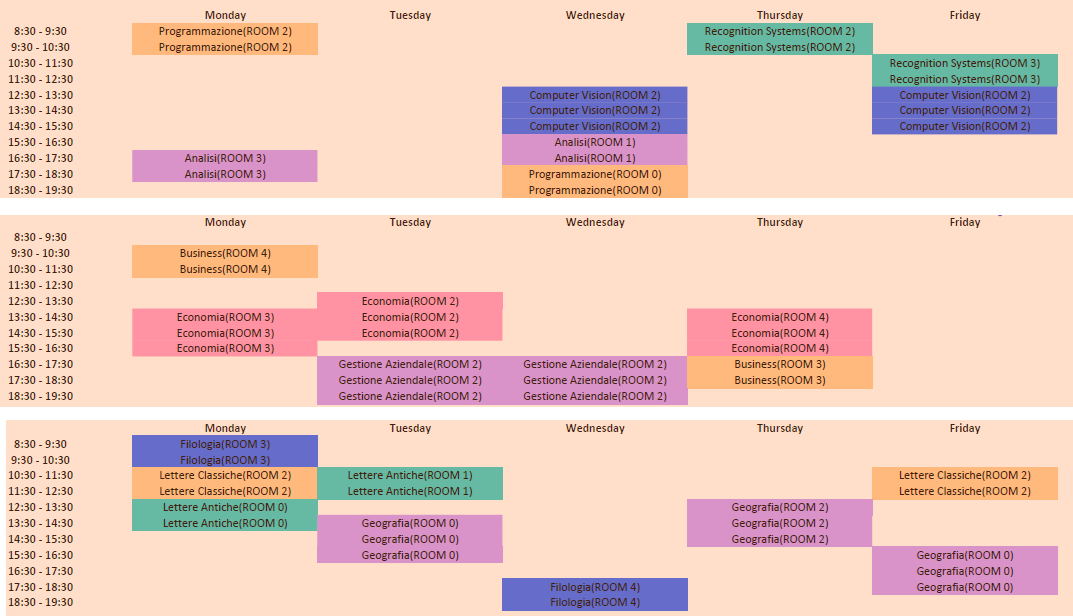 Monday Tuesday Wednesday Thursday Friday
8:30 - 9:30 Programmazione(ROOM 2) Recognition Systems(ROOM 2)
9:30 - 10:30 Programmazione(ROOM 2) Recognition Systems(ROOM 2)
10:30 - 11:30 Recognition Systems(ROOM 3)
11:30 - 12:30 Recognition Systems(ROOM 3)
12:30 - 13:30 Computer Vision(ROOM 2) Computer Vision(ROOM 2)
13:30 - 14:30 Computer Vision(ROOM 2) Computer Vision(ROOM 2)
14:30 - 15:30 Computer Vision(ROOM 2) Computer Vision(ROOM 2)
15:30 - 16:30 Analisi(ROOM 1)
16:30 - 17:30 Analisi(ROOM 3) Analisi(ROOM 1)
17:30 - 18:30 Analisi(ROOM 3) Programmazione(ROOM 0)
18:30 - 19:30 Programmazione(ROOM 0)
Monday Tuesday Wednesday Thursday Friday
8:30 - 9:30
9:30 - 10:30 Business(ROOM 4)
10:30 - 11:30 Business(ROOM 4)
11:30 - 12:30
12:30 - 13:30 Economia(ROOM 2)
13:30 - 14:30 Economia(ROOM 3) Economia(ROOM 2) Economia(ROOM 4)
14:30 - 15:30 Economia(ROOM 3) Economia(ROOM 2) Economia(ROOM 4)
15:30 - 16:30 Economia(ROOM 3) Economia(ROOM 4)
16:30 - 17:30 Gestione Aziendale(ROOM 2) Gestione Aziendale(ROOM 2) Business(ROOM 3)
17:30 - 18:30 Gestione Aziendale(ROOM 2) Gestione Aziendale(ROOM 2) Business(ROOM 3)
18:30 - 19:30 Gestione Aziendale(ROOM 2) Gestione Aziendale(ROOM 2)
Monday Tuesday Wednesday Thursday Friday
8:30 - 9:30 Filologia(ROOM 3)
9:30 - 10:30 Filologia(ROOM 3)
10:30 - 11:30 Lettere Classiche(ROOM 2) Lettere Antiche(ROOM 1) Lettere Classiche(ROOM 2)
11:30 - 12:30 Lettere Classiche(ROOM 2) Lettere Antiche(ROOM 1) Lettere Classiche(ROOM 2)
12:30 - 13:30 Lettere Antiche(ROOM 0) Geografia(ROOM 2)
13:30 - 14:30 Lettere Antiche(ROOM 0) Geografia(ROOM 0) Geografia(ROOM 2)
14:30 - 15:30 Geografia(ROOM 0) Geografia(ROOM 2)
15:30 - 16:30 Geografia(ROOM 0) Geografia(ROOM 0)
16:30 - 17:30 Geografia(ROOM 0)
17:30 - 18:30 Filologia(ROOM 4) Geografia(ROOM 0)
18:30 - 19:30 Filologia(ROOM 4)